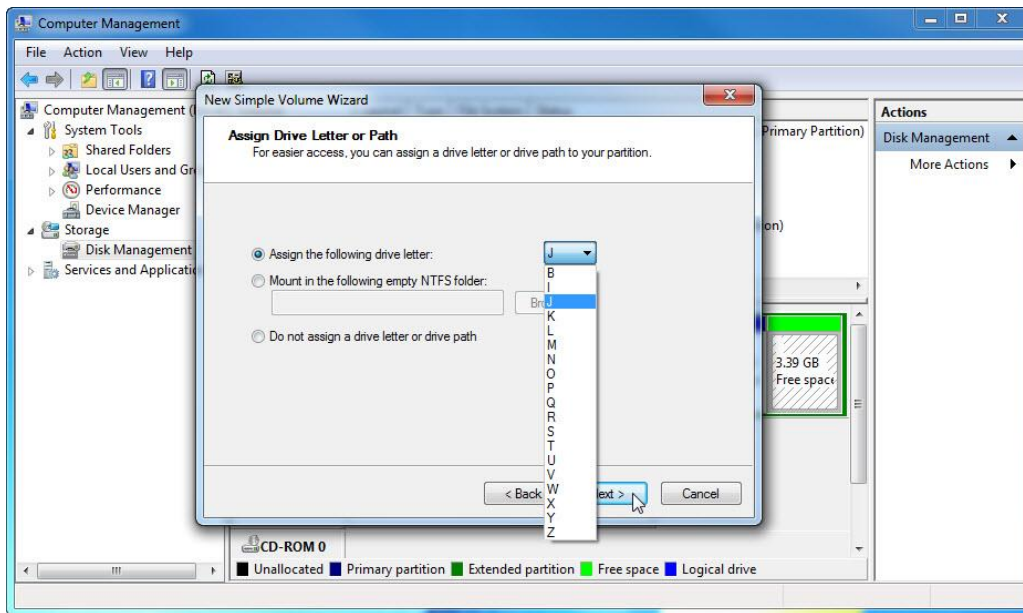 Computer Management
File Action View Help
New Simple Volume Wizard
Computer Management (
System Tools
Shared Folders
Local Users and Gr
Performance
Device Manager
Storage
Disk Management
Services and Applicatio
Assign Drive Letter or Path
For easier access, you can assign a drive letter or drive path to your partition.
Assign the following drive letter:
J
Mount in the following empty NTFS folder:
Bro
Do not assign a drive letter or drive path
B
I
J
K
L
M
N
O
P
Q
R
S
T
U
V
W
X
Y
Z
< Back
ext >
Cancel
Primary Partition)
on)
3.39 GB
Free space
CD-ROM 0
Unallocated Primary partition Extended partition Free space Logical drive
Actions
Disk Management
More Actions